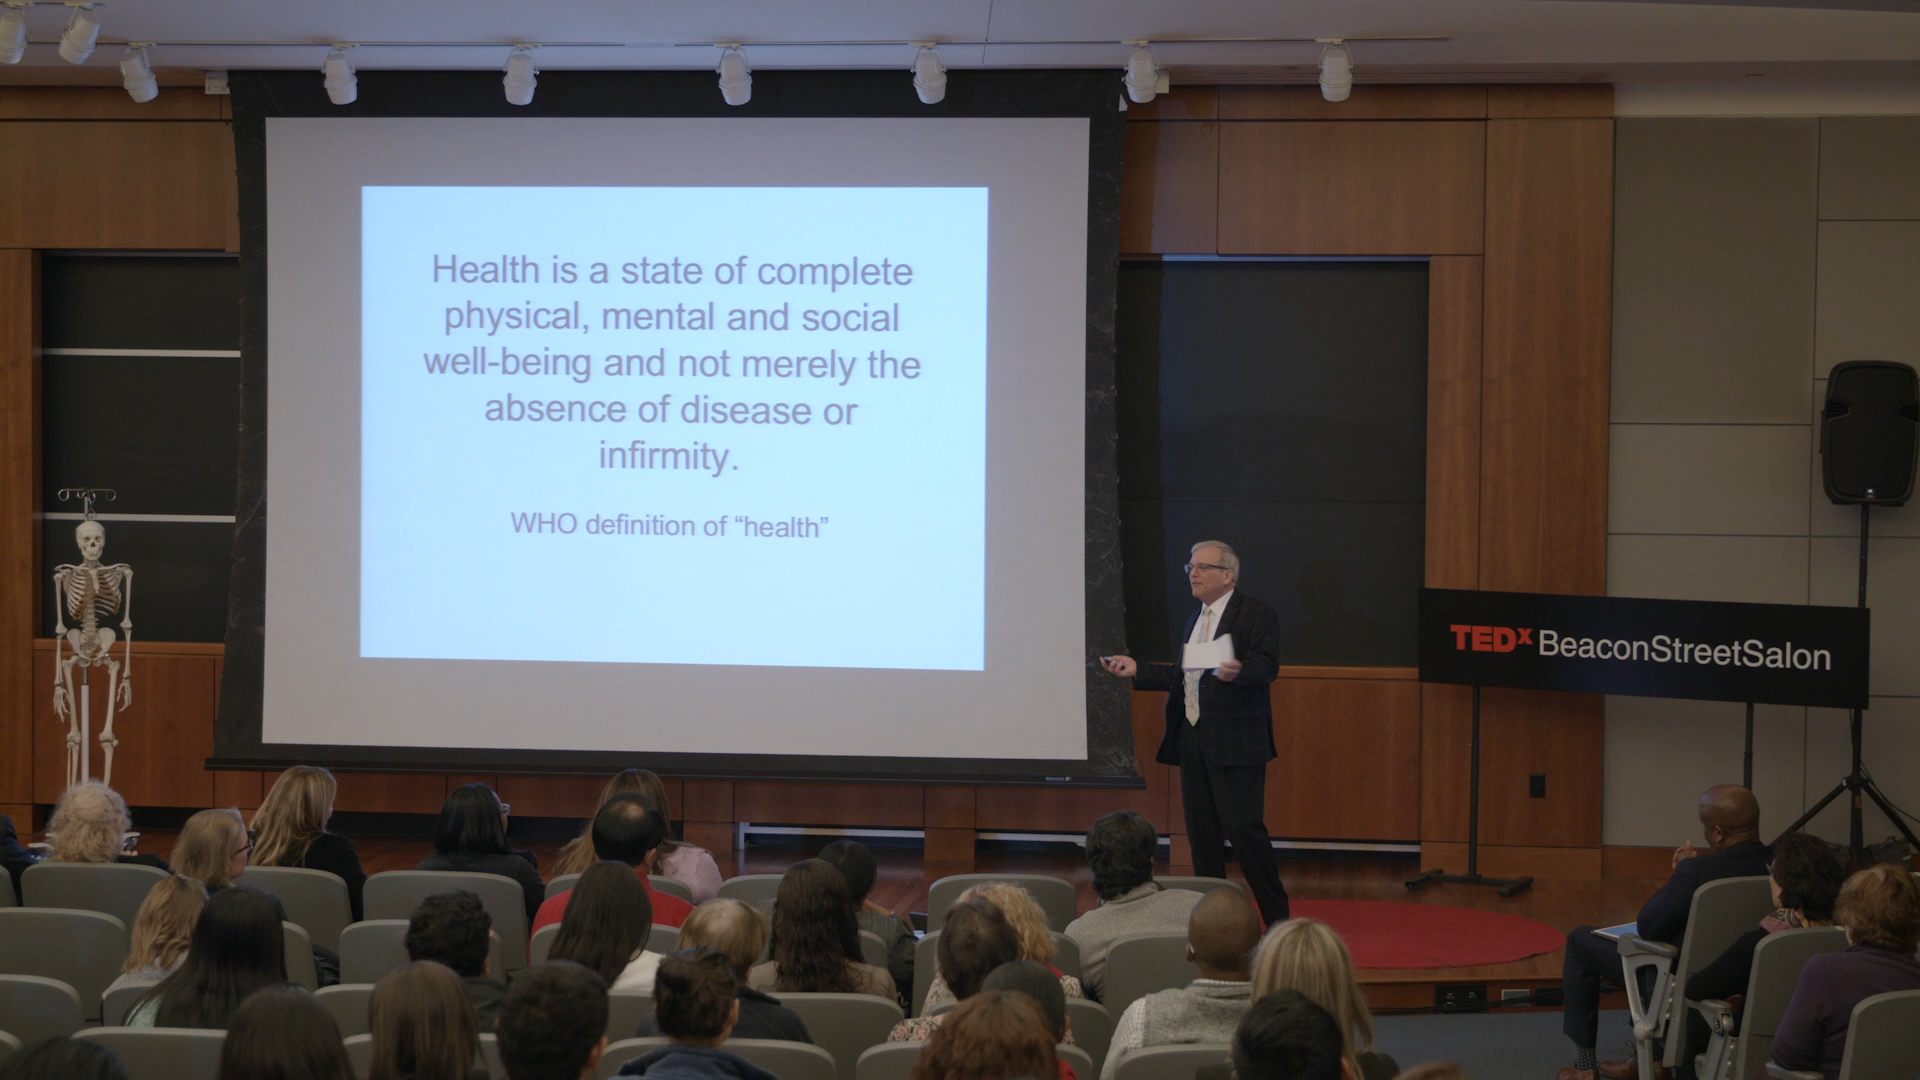 Health is a state of complete
physical, mental and social
well-being and not merely the
absence of disease or
infirmity.
WHO definition of “health”
TEDx BeaconStreetSalon